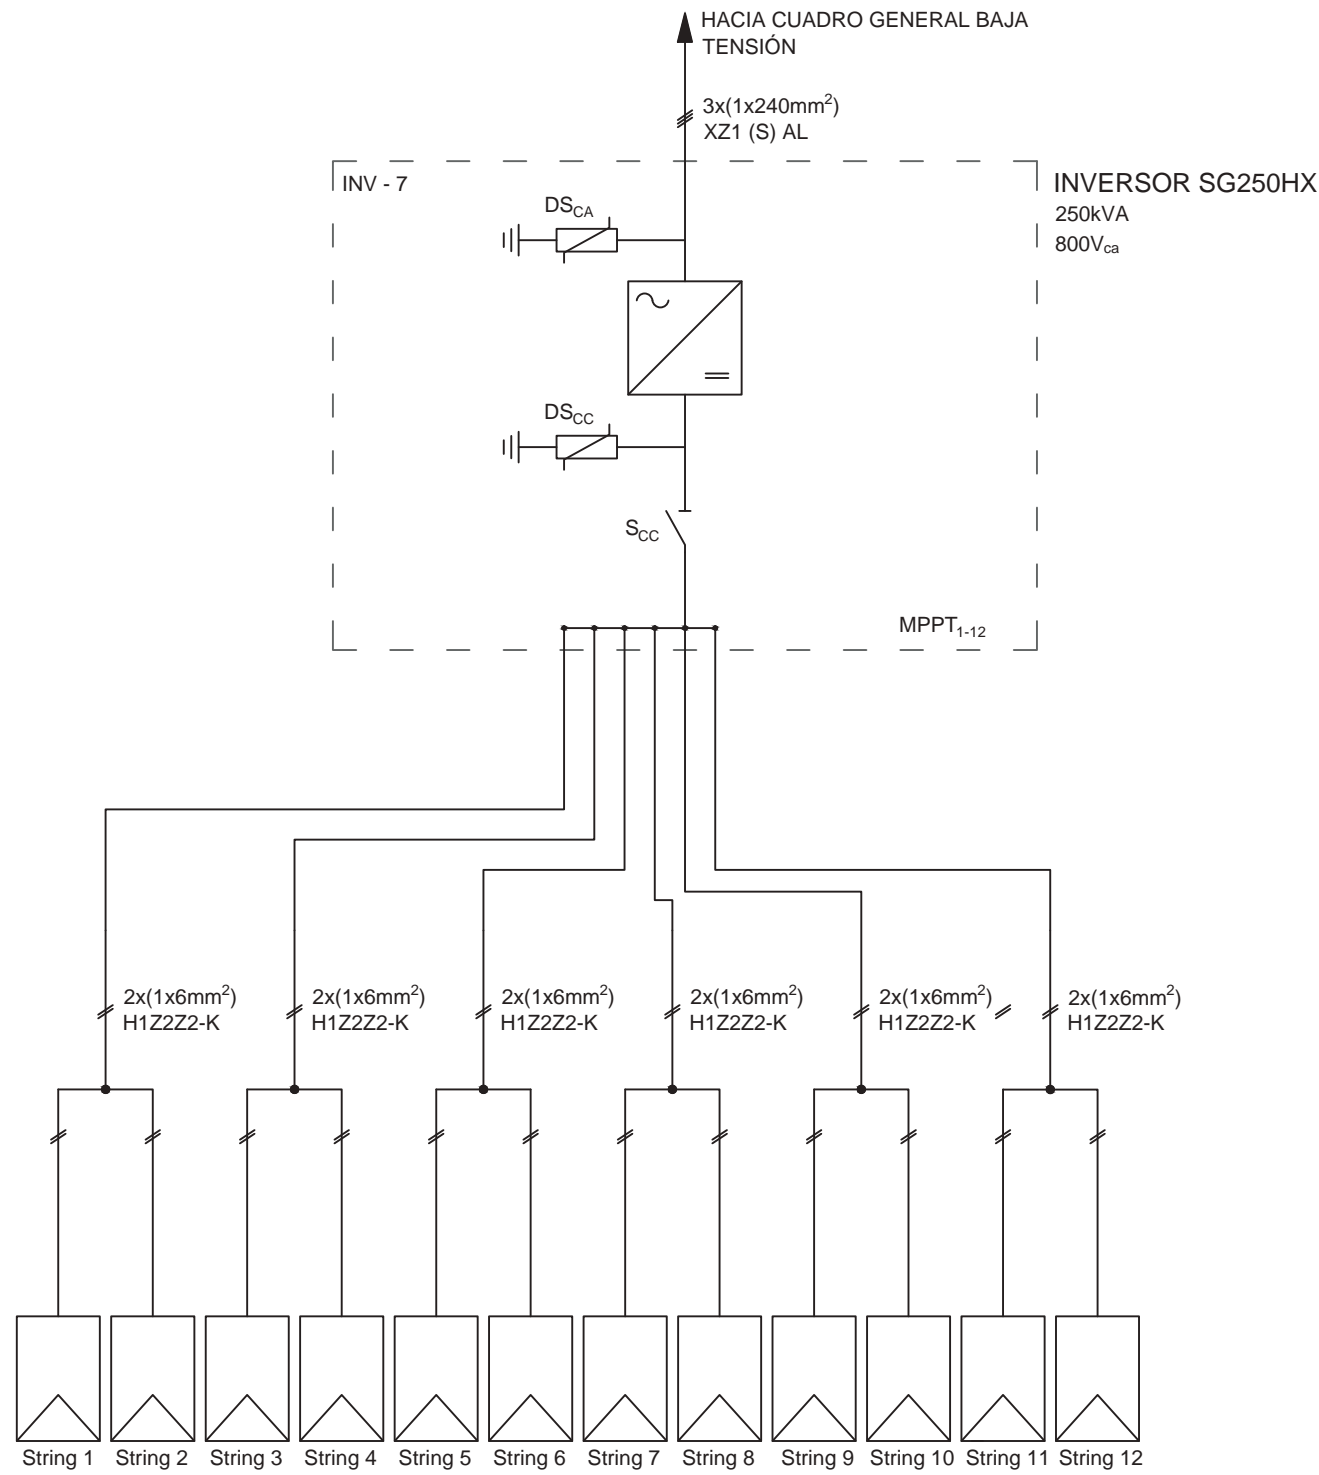 HACIA CUADRO GENERAL BAJA
TENSIÓN
3x(1x240mm²)
XZ1 (S) AL
INV - 7
INVERSOR SG250HX
250kVA
800Vca
DSCA
DSCC
SCC
MPPT1-12
2x(1x6mm²)
H1Z2Z2-K
2x(1x6mm²)
H1Z2Z2-K
2x(1x6mm²)
H1Z2Z2-K
2x(1x6mm²)
H1Z2Z2-K
2x(1x6mm²)
H1Z2Z2-K
2x(1x6mm²)
H1Z2Z2-K
String 1
String 2
String 3
String 4
String 5
String 6
String 7
String 8
String 9
String 10
String 11
String 12